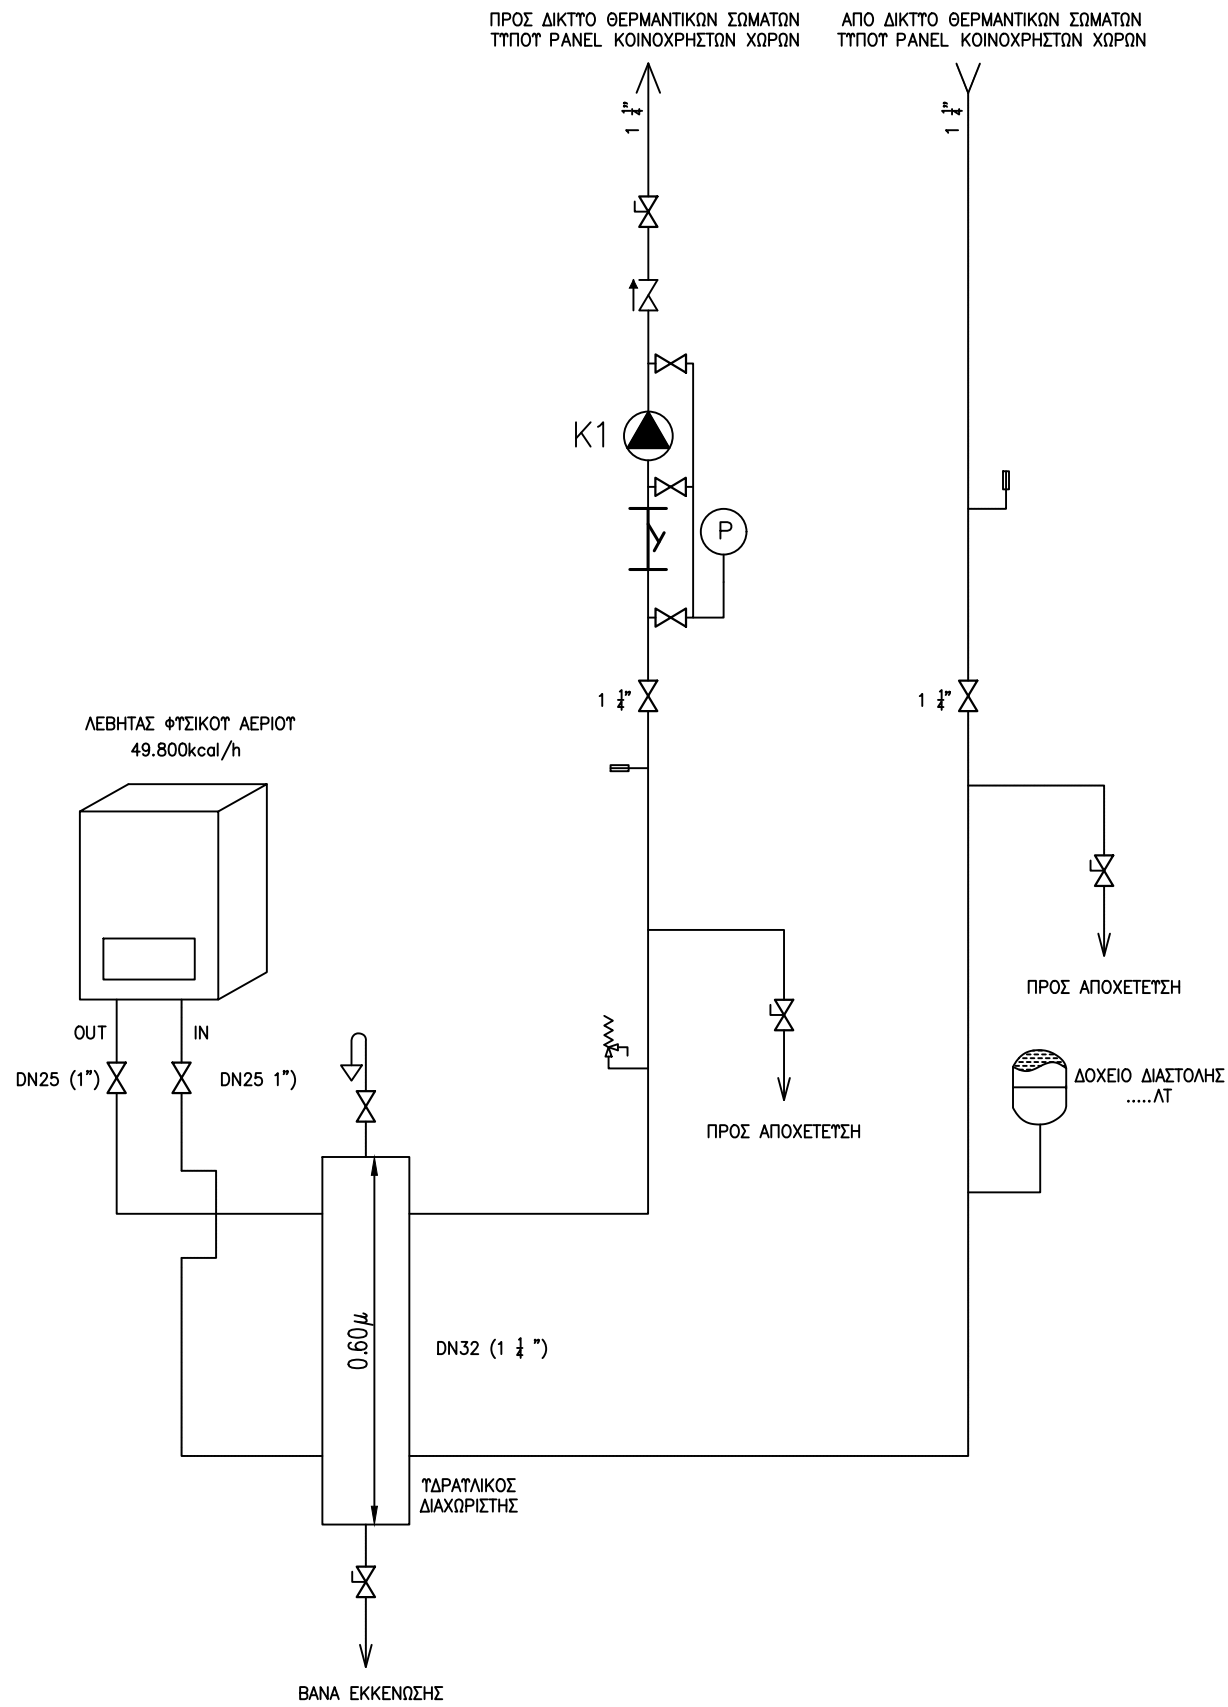 ΠΡΟΣ ΔΙΚΤΥΟ ΘΕΡΜΑΝΤΙΚΩΝ ΣΩΜΑΤΩΝ
ΤΥΠΟΥ PANEL ΚΟΙΝΟΧΡΗΣΤΩΝ ΧΩΡΩΝ
ΑΠΟ ΔΙΚΤΥΟ ΘΕΡΜΑΝΤΙΚΩΝ ΣΩΜΑΤΩΝ
ΤΥΠΟΥ PANEL ΚΟΙΝΟΧΡΗΣΤΩΝ ΧΩΡΩΝ
1 1/4"
1 1/4"
K1
P
1 1/4"
1 1/4"
ΛΕΒΗΤΑΣ ΦΥΣΙΚΟΥ ΑΕΡΙΟΥ
49.800kcal/h
ΠΡΟΣ ΑΠΟΧΕΤΕΥΣΗ
OUT
IN
DN25 (1")
DN25 1")
ΔΟΧΕΙΟ ΔΙΑΣΤΟΛΗΣ
.....ΛΤ
ΠΡΟΣ ΑΠΟΧΕΤΕΥΣΗ
0.60μ
DN32 (1 1/4 ")
ΥΔΡΑΥΛΙΚΟΣ
ΔΙΑΧΩΡΙΣΤΗΣ
ΒΑΝΑ ΕΚΚΕΝΩΣΗΣ